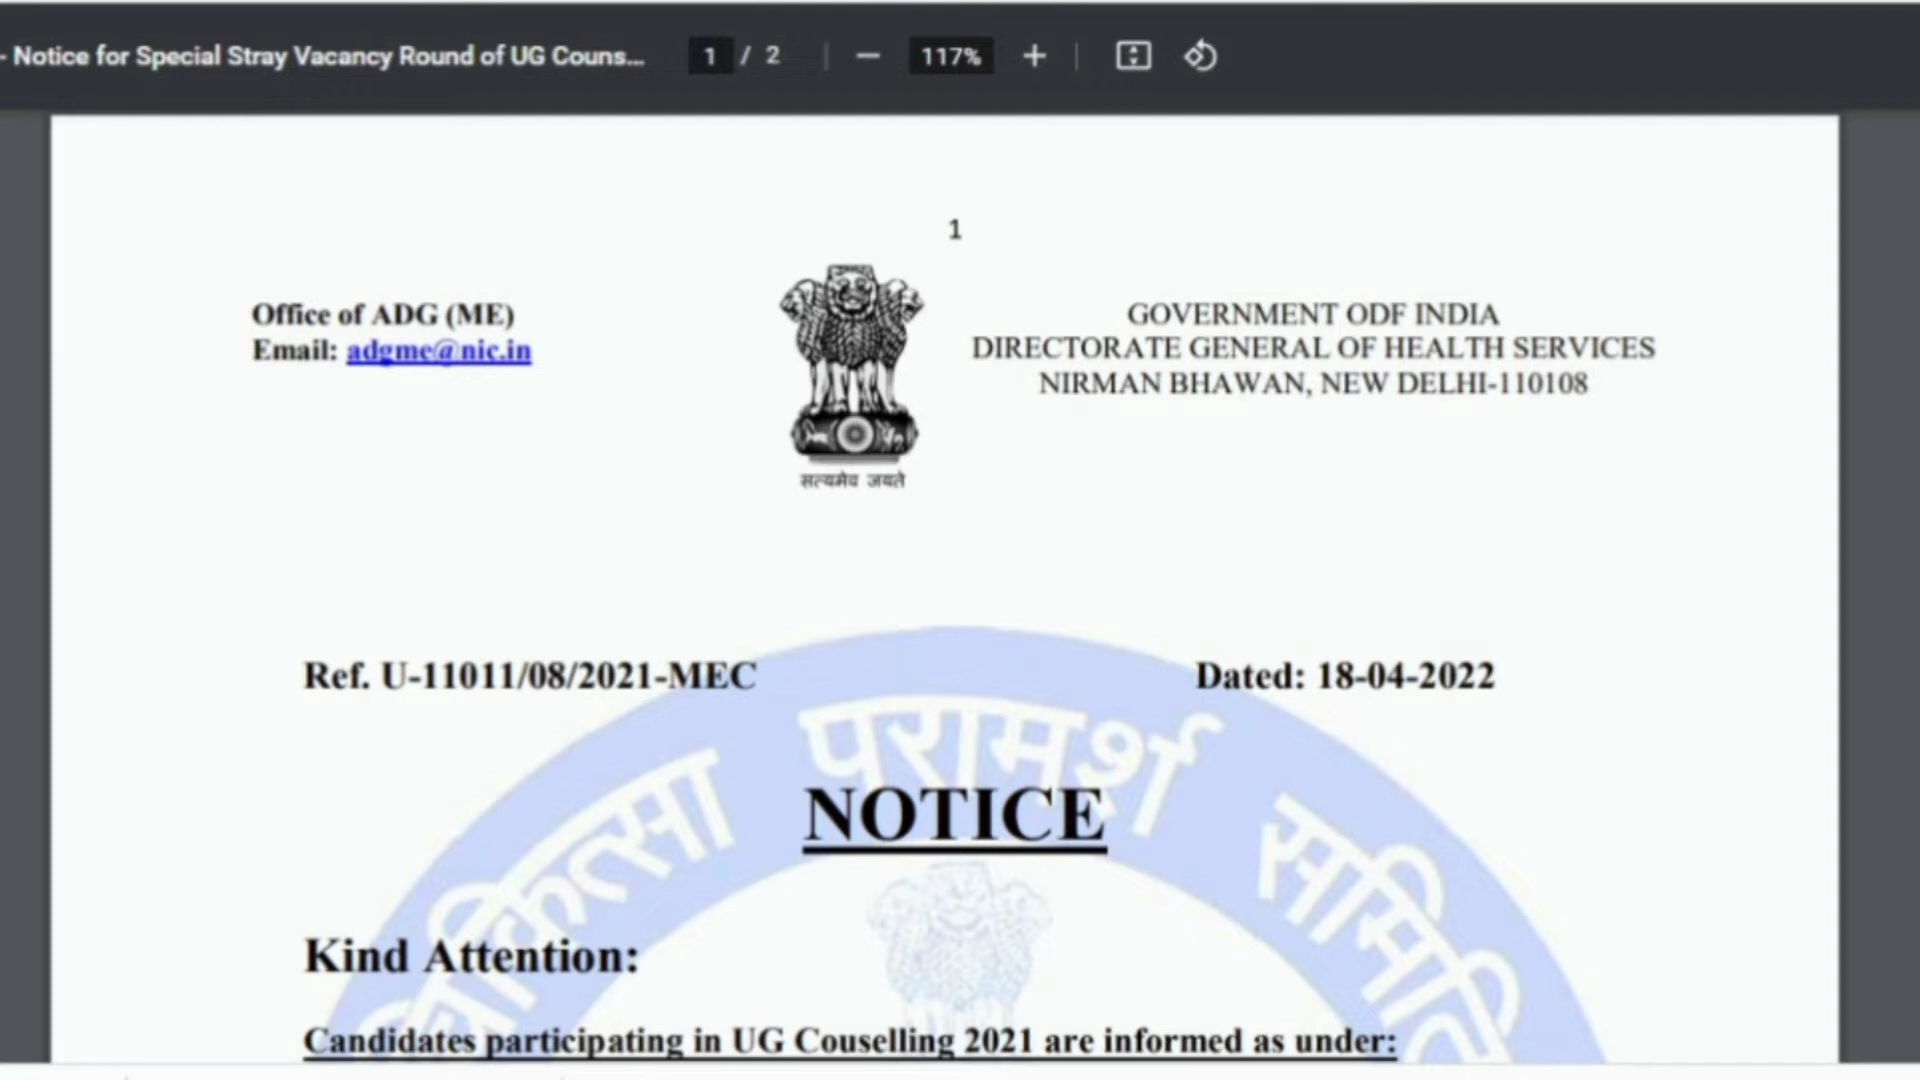 - Notice for Special Stray Vacancy Round of UG Couns...
1 / 2
117%
1
Office of ADG (ME)
Email: adgme@nic.in
सत्यमेव जयते
GOVERNMENT ODF INDIA
DIRECTORATE GENERAL OF HEALTH SERVICES
NIRMAN BHAWAN, NEW DELHI-110108
Ref. U-11011/08/2021-MEC
Dated: 18-04-2022
चिकित्सा परामर्श समिति
NOTICE
Kind Attention:
Candidates participating in UG Couselling 2021 are informed as under: